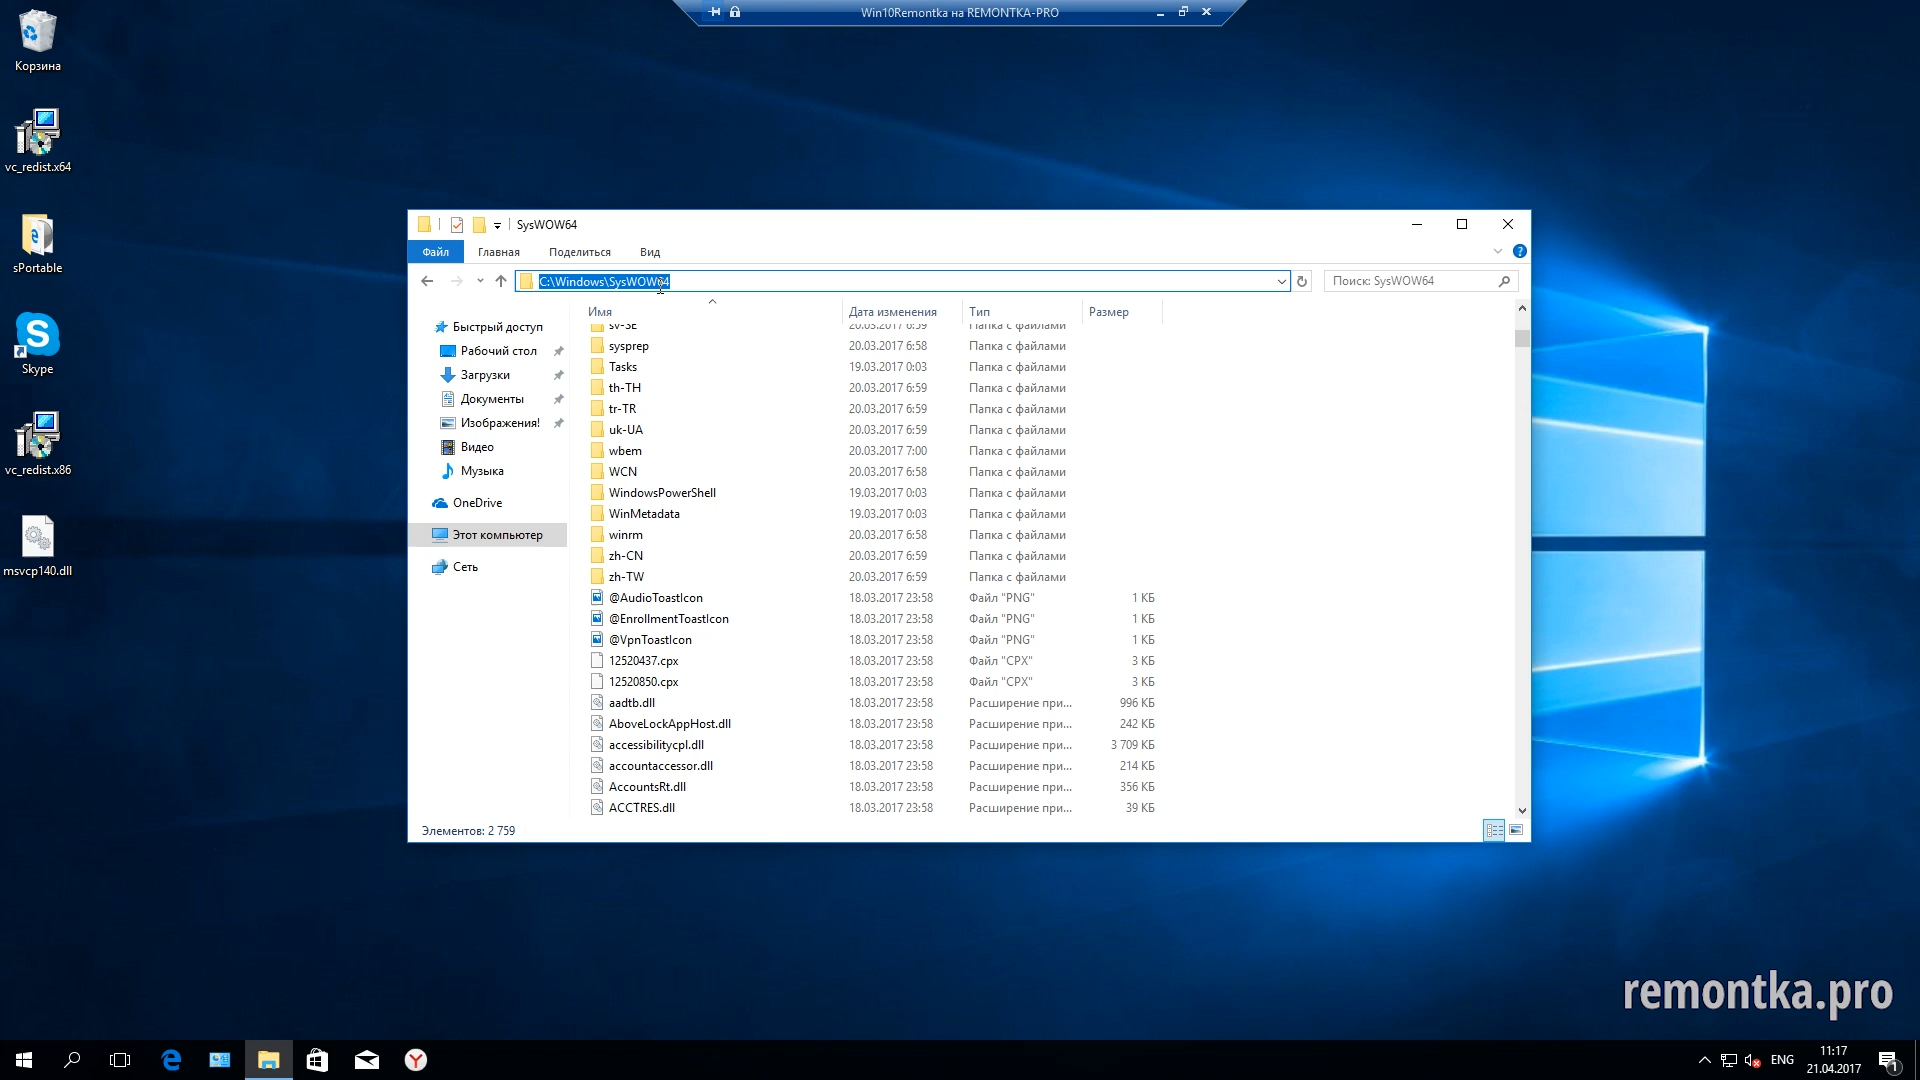 Win10Remontka на REMONTKA-PRO
Корзина
vc_redist.x64
sPortable
Skype
vc_redist.x86
msvcp140.dll
SysWOW64
Файл Главная Поделиться Вид
C:\Windows\SysWOW64 Поиск: SysWOW64
Быстрый доступ
Рабочий стол
Загрузки
Документы
Изображения!
Видео
Музыка
OneDrive
Этот компьютер
Сеть
Имя Дата изменения Тип Размер
sv-SE 20.03.2017 6:59 Папка с файлами
sysprep 20.03.2017 6:58 Папка с файлами
Tasks 19.03.2017 0:03 Папка с файлами
th-TH 20.03.2017 6:59 Папка с файлами
tr-TR 20.03.2017 6:59 Папка с файлами
uk-UA 20.03.2017 6:59 Папка с файлами
wbem 20.03.2017 7:00 Папка с файлами
WCN 20.03.2017 6:58 Папка с файлами
WindowsPowerShell 19.03.2017 0:03 Папка с файлами
WinMetadata 19.03.2017 0:03 Папка с файлами
winrm 20.03.2017 6:58 Папка с файлами
zh-CN 20.03.2017 6:59 Папка с файлами
zh-TW 20.03.2017 6:59 Папка с файлами
@AudioToastIcon 18.03.2017 23:58 Файл "PNG" 1 КБ
@EnrollmentToastIcon 18.03.2017 23:58 Файл "PNG" 1 КБ
@VpnToastIcon 18.03.2017 23:58 Файл "PNG" 1 КБ
12520437.cpx 18.03.2017 23:58 Файл "CPX" 3 КБ
12520850.cpx 18.03.2017 23:58 Файл "CPX" 3 КБ
aadtb.dll 18.03.2017 23:58 Расширение при... 996 КБ
AboveLockAppHost.dll 18.03.2017 23:58 Расширение при... 242 КБ
accessibilitycpl.dll 18.03.2017 23:58 Расширение при... 3 709 КБ
accountaccessor.dll 18.03.2017 23:58 Расширение при... 214 КБ
AccountsRt.dll 18.03.2017 23:58 Расширение при... 356 КБ
ACCTRES.dll 18.03.2017 23:58 Расширение при... 39 КБ
Элементов: 2 759
remontka.pro
ENG 11:17
21.04.2017
1